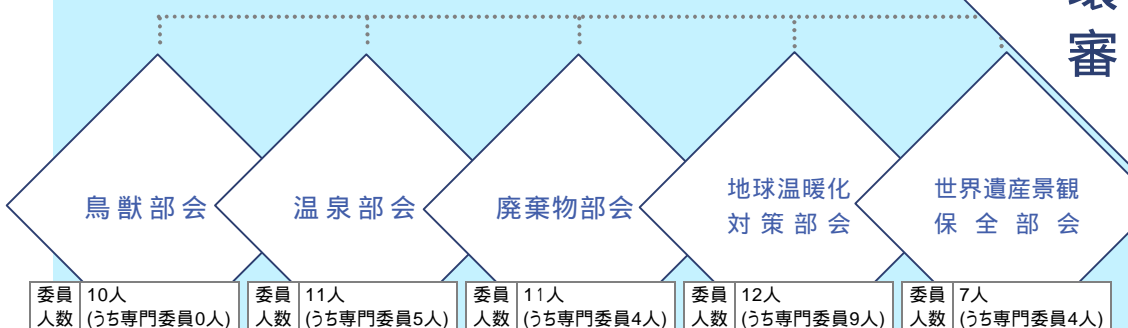 審
鳥獣部会
温泉部会
廃棄物部会
地球温暖化
対策部会
世界遺産景観
保全部会
委員 10人
人数 (うち専門委員0人)
委員 11人
人数 (うち専門委員5人)
委員 11人
人数 (うち専門委員4人)
委員 12人
人数 (うち専門委員9人)
委員 7人
人数 (うち専門委員4人)